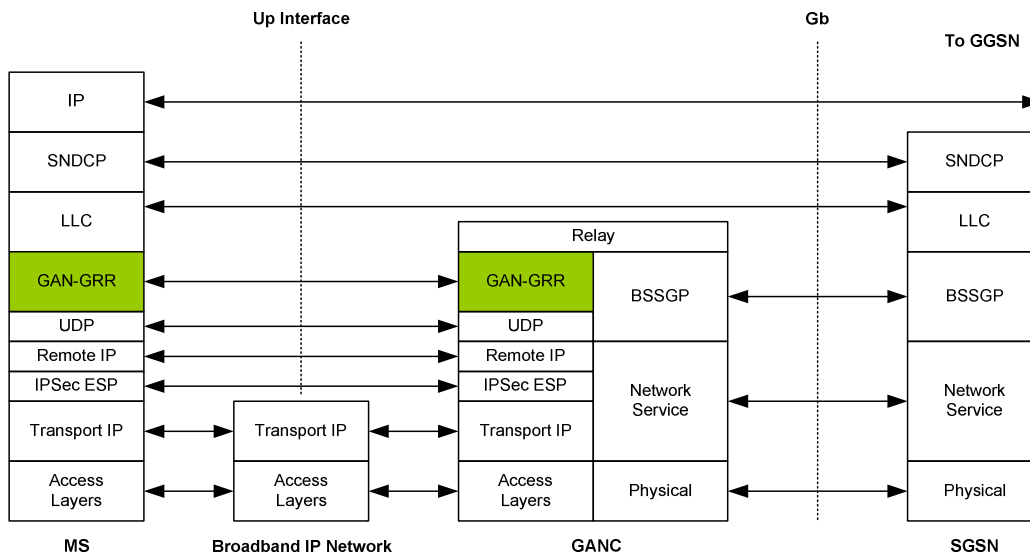 Up Interface
Gb
To GGSN
IP
SNDCP
SNDCP
LLC
LLC
Relay
GAN-GRR
GAN-GRR
BSSGP
BSSGP
UDP
UDP
Remote IP
Remote IP
IPSec ESP
IPSec ESP
Network
Service
Network
Service
Transport IP
Transport IP
Transport IP
Access
Layers
Access
Layers
Access
Layers
Physical
Physical
MS
Broadband IP Network
GANC
SGSN